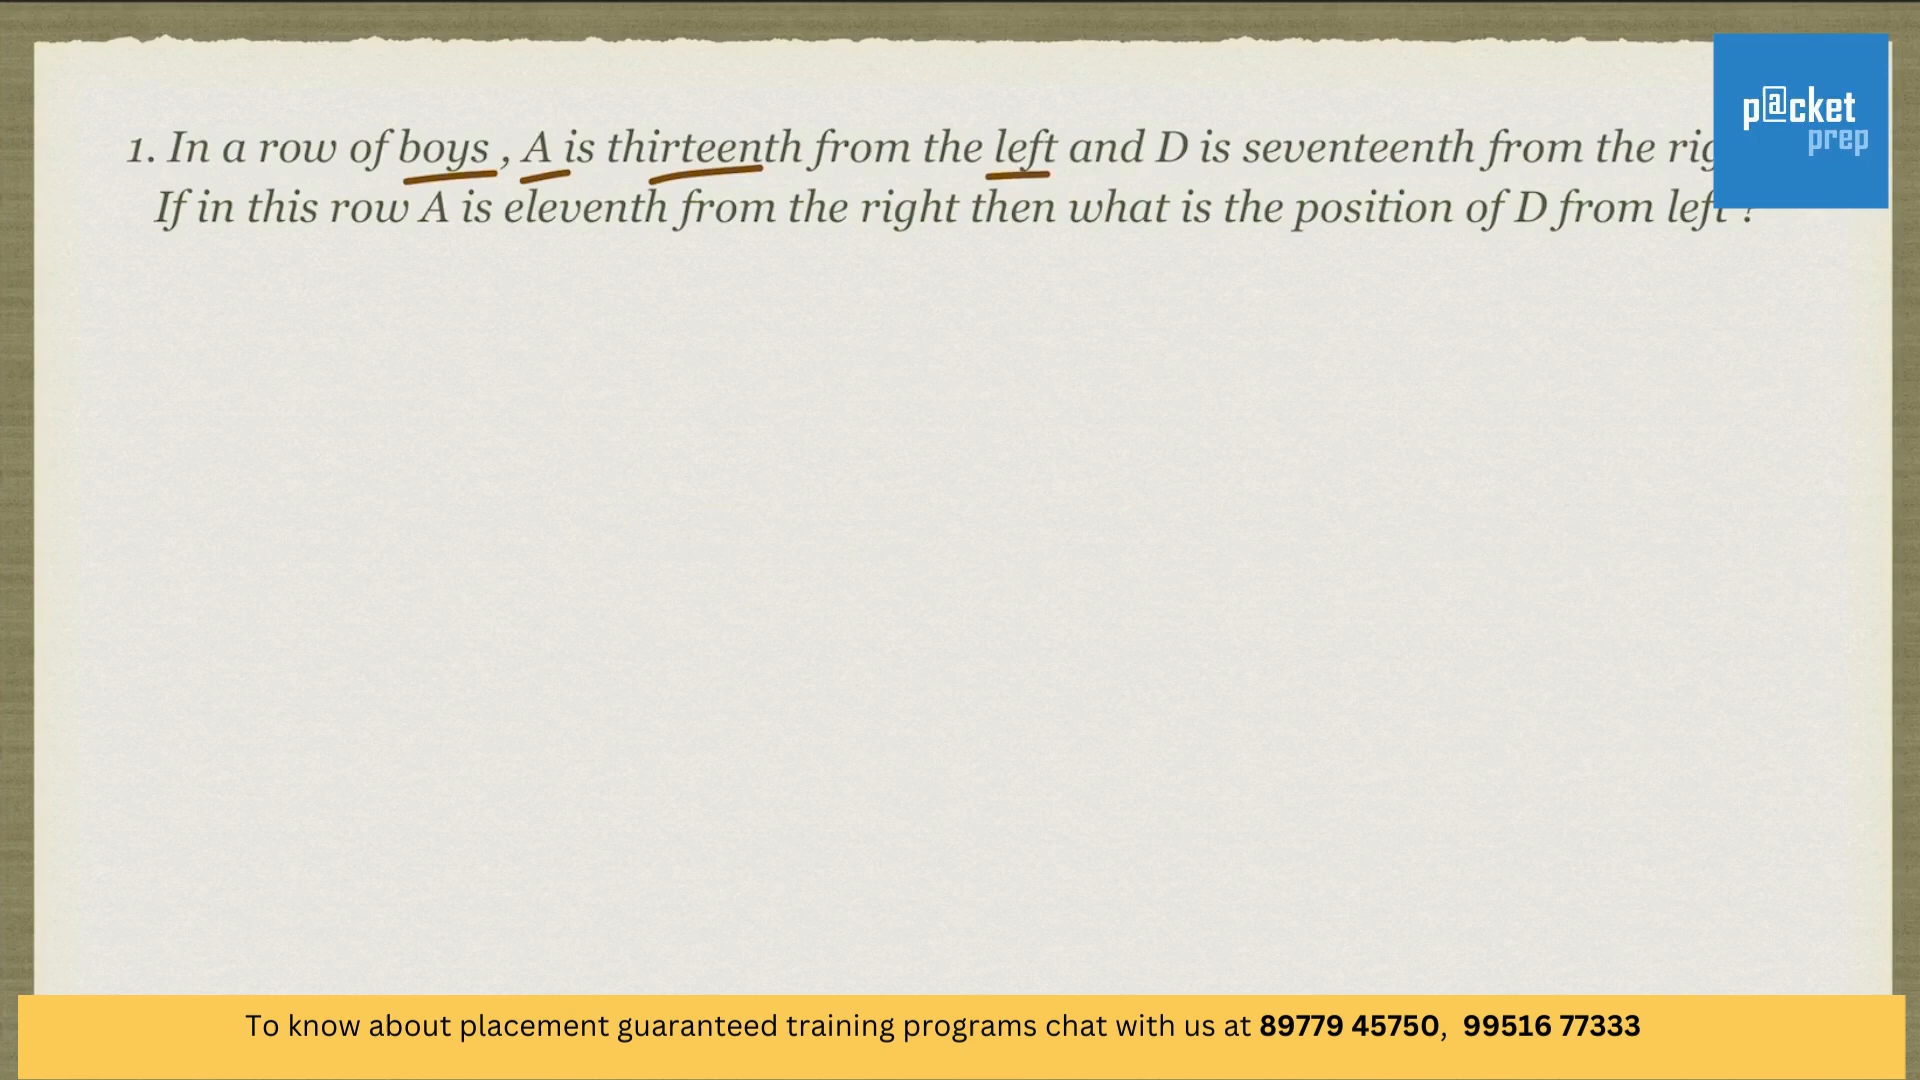 1. In a row of boys , A is thirteenth from the left and D is seventeenth from the
If in this row A is eleventh from the right then what is the position of D from left ?
p@cket
prep
To know about placement guaranteed training programs chat with us at 89779 45750, 99516 77333